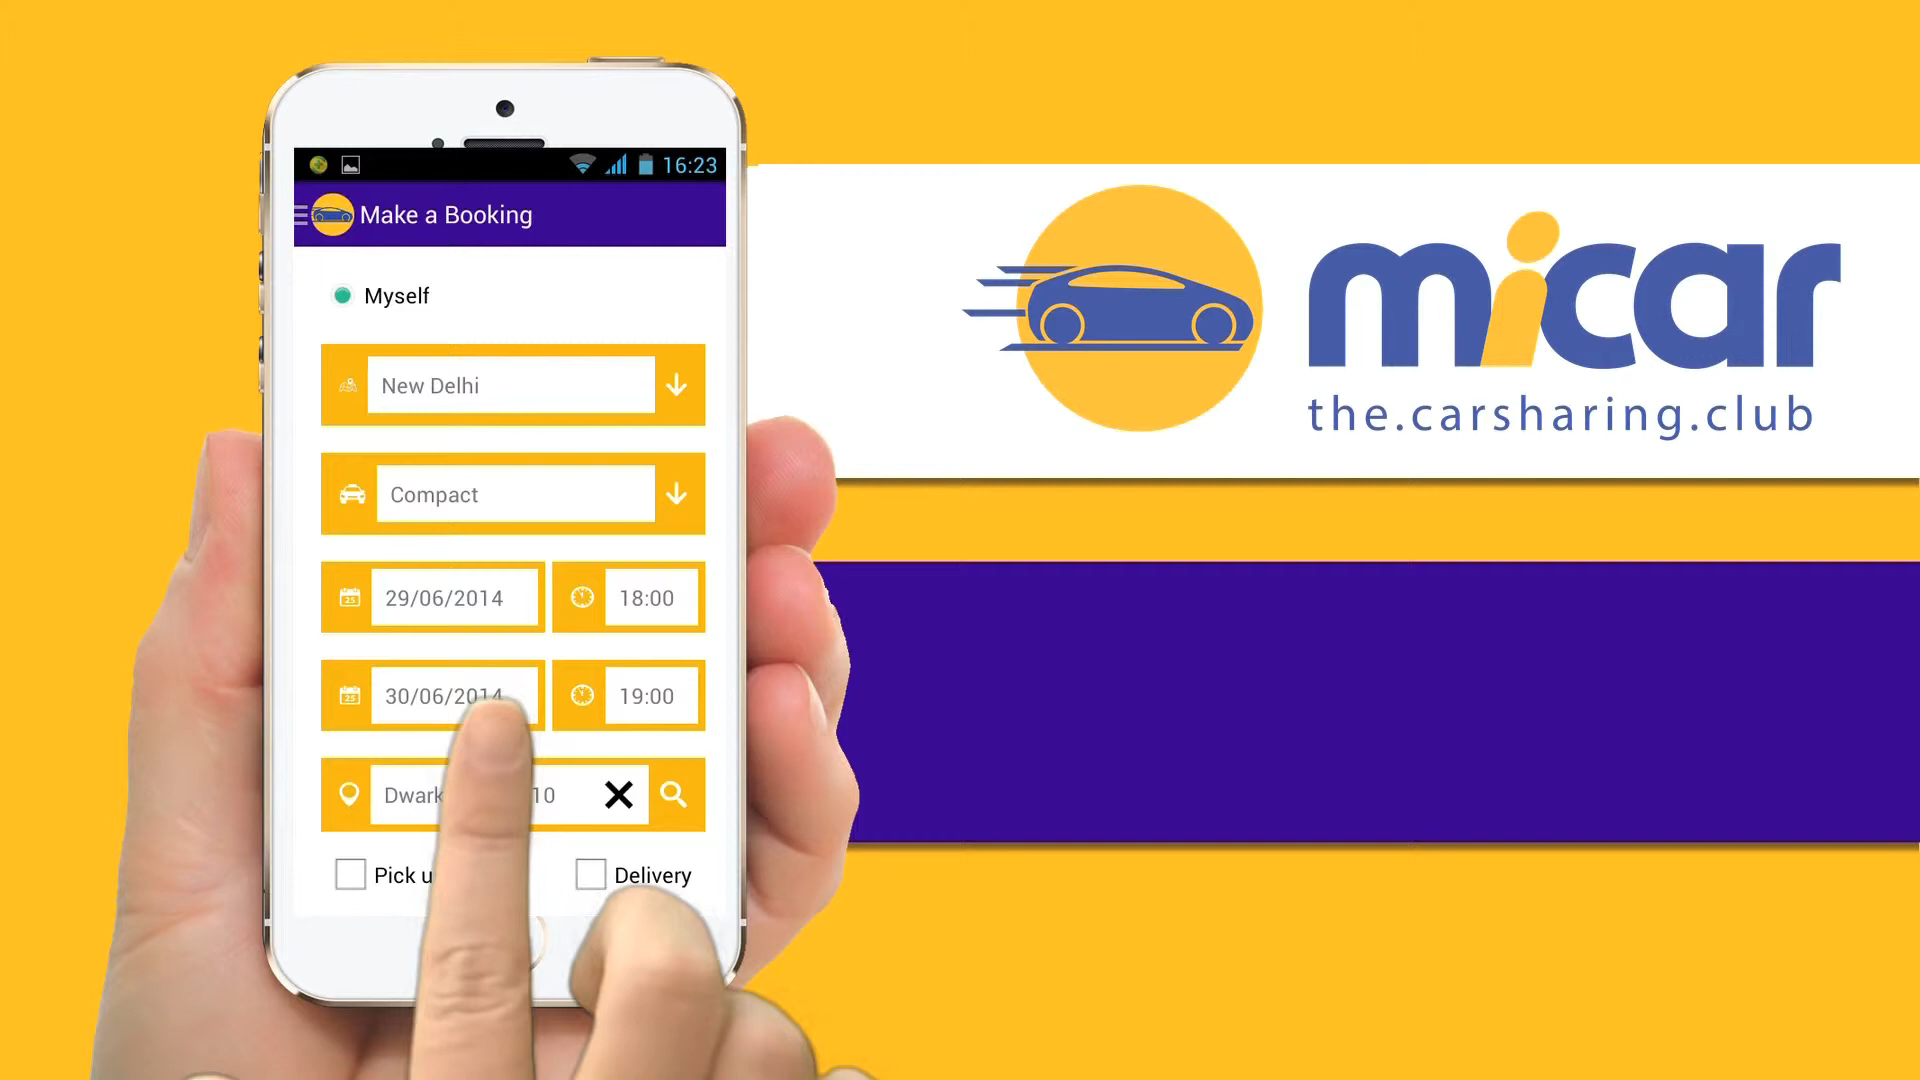 16:23
Make a Booking
Myself
New Delhi
Compact
29/06/2014 18:00
30/06/2014 19:00
10
Pick
Delivery
micar
the.carsharing.club